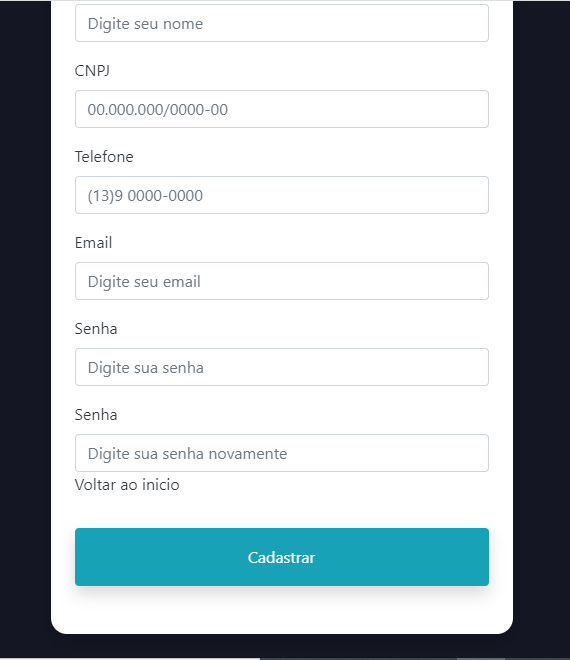 Digite seu nome
CNPJ
00.000.000/0000-00
Telefone
(13)9 0000-0000
Email
Digite seu email
Senha
Digite sua senha
Senha
Digite sua senha novamente
Voltar ao inicio
Cadastrar